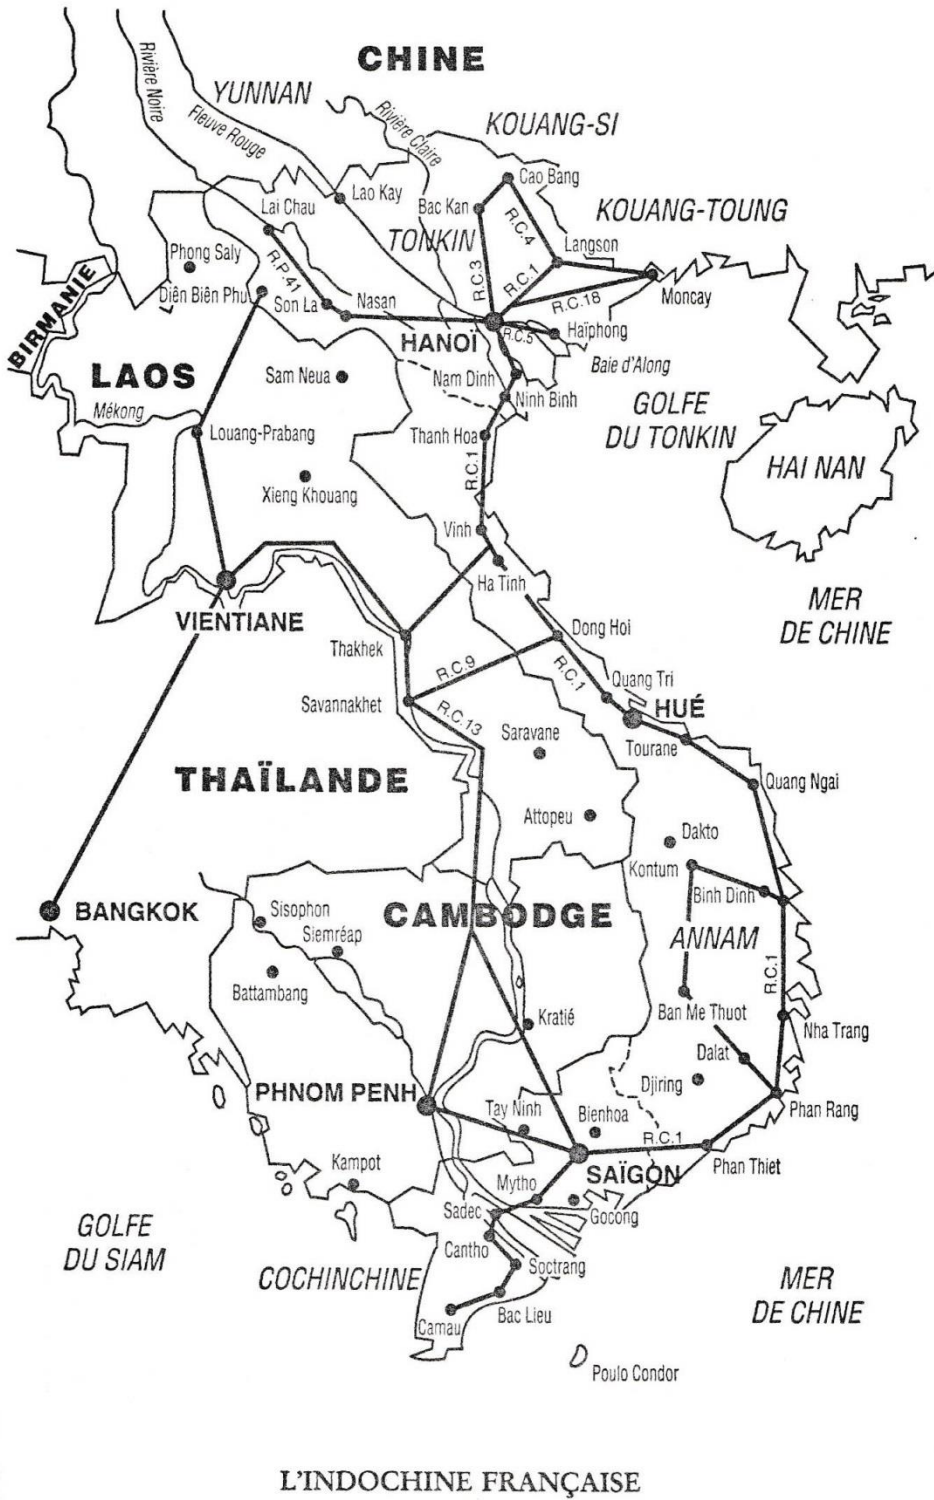 CHINE
YUNNAN
Rivière Noire
Fleuve Rouge
Rivière Claire
KOUANG-SI
Cao Bang
Lao Kay
Bac Kan
KOUANG-TOUNG
Lai Chau
TONKIN
R.C.4
Langson
Phong Saly
R.P.41
R.C.3
R.C.1
R.C.18
Moncay
BIRMANIE
Diên Biên Phu
Son La
Nasan
HANOÏ
R.C.5
Haïphong
LAOS
Baie d'Along
Sam Neua
Nam Dinh
Ninh Binh
Mékong
GOLFE
DU TONKIN
Louang-Prabang
Thanh Hoa
HAI NAN
R.C.1
Xieng Khouang
Vinh
Ha Tinh
MER
DE CHINE
VIENTIANE
Thakhek
Dong Hoi
R.C.9
R.C.1
Quang Tri
Savannakhet
R.C.13
HUÉ
Saravane
Tourane
THAÏLANDE
Quang Ngai
Attopeu
Dakto
Kontum
Binh Dinh
BANGKOK
Sisophon
CAMBODGE
Siemréap
ANNAM
R.C.1
Battambang
Ban Me Thuot
Kratié
Nha Trang
Dalat
PHNOM PENH
Djiring
Phan Rang
Tay Ninh
Bienhoa
R.C.1
Phan Thiet
SAÏGON
Kampot
Mytho
Sadec
Gocong
GOLFE
DU SIAM
Cantho
COCHINCHINE
Soctrang
MER
DE CHINE
Bac Lieu
Camau
Poulo Condor
L'INDOCHINE FRANÇAISE